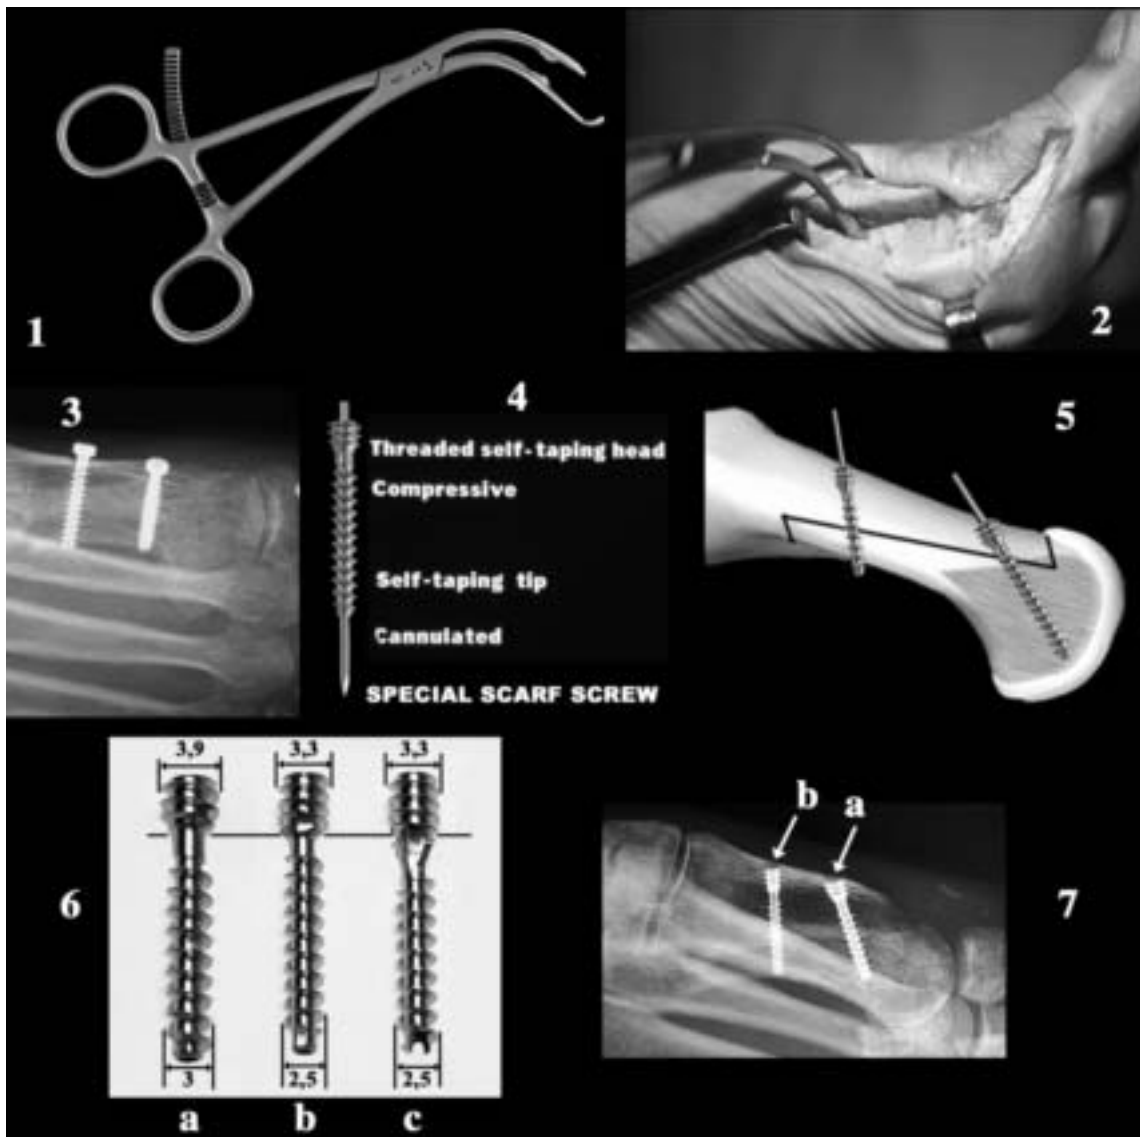 1
2
3
4
Threaded self-taping head
Compressive
Self-taping tip
Cannulated
SPECIAL SCARF SCREW
5
6
3,9
3,3
3,3
3
2,5
2,5
a
b
c
b
a
7